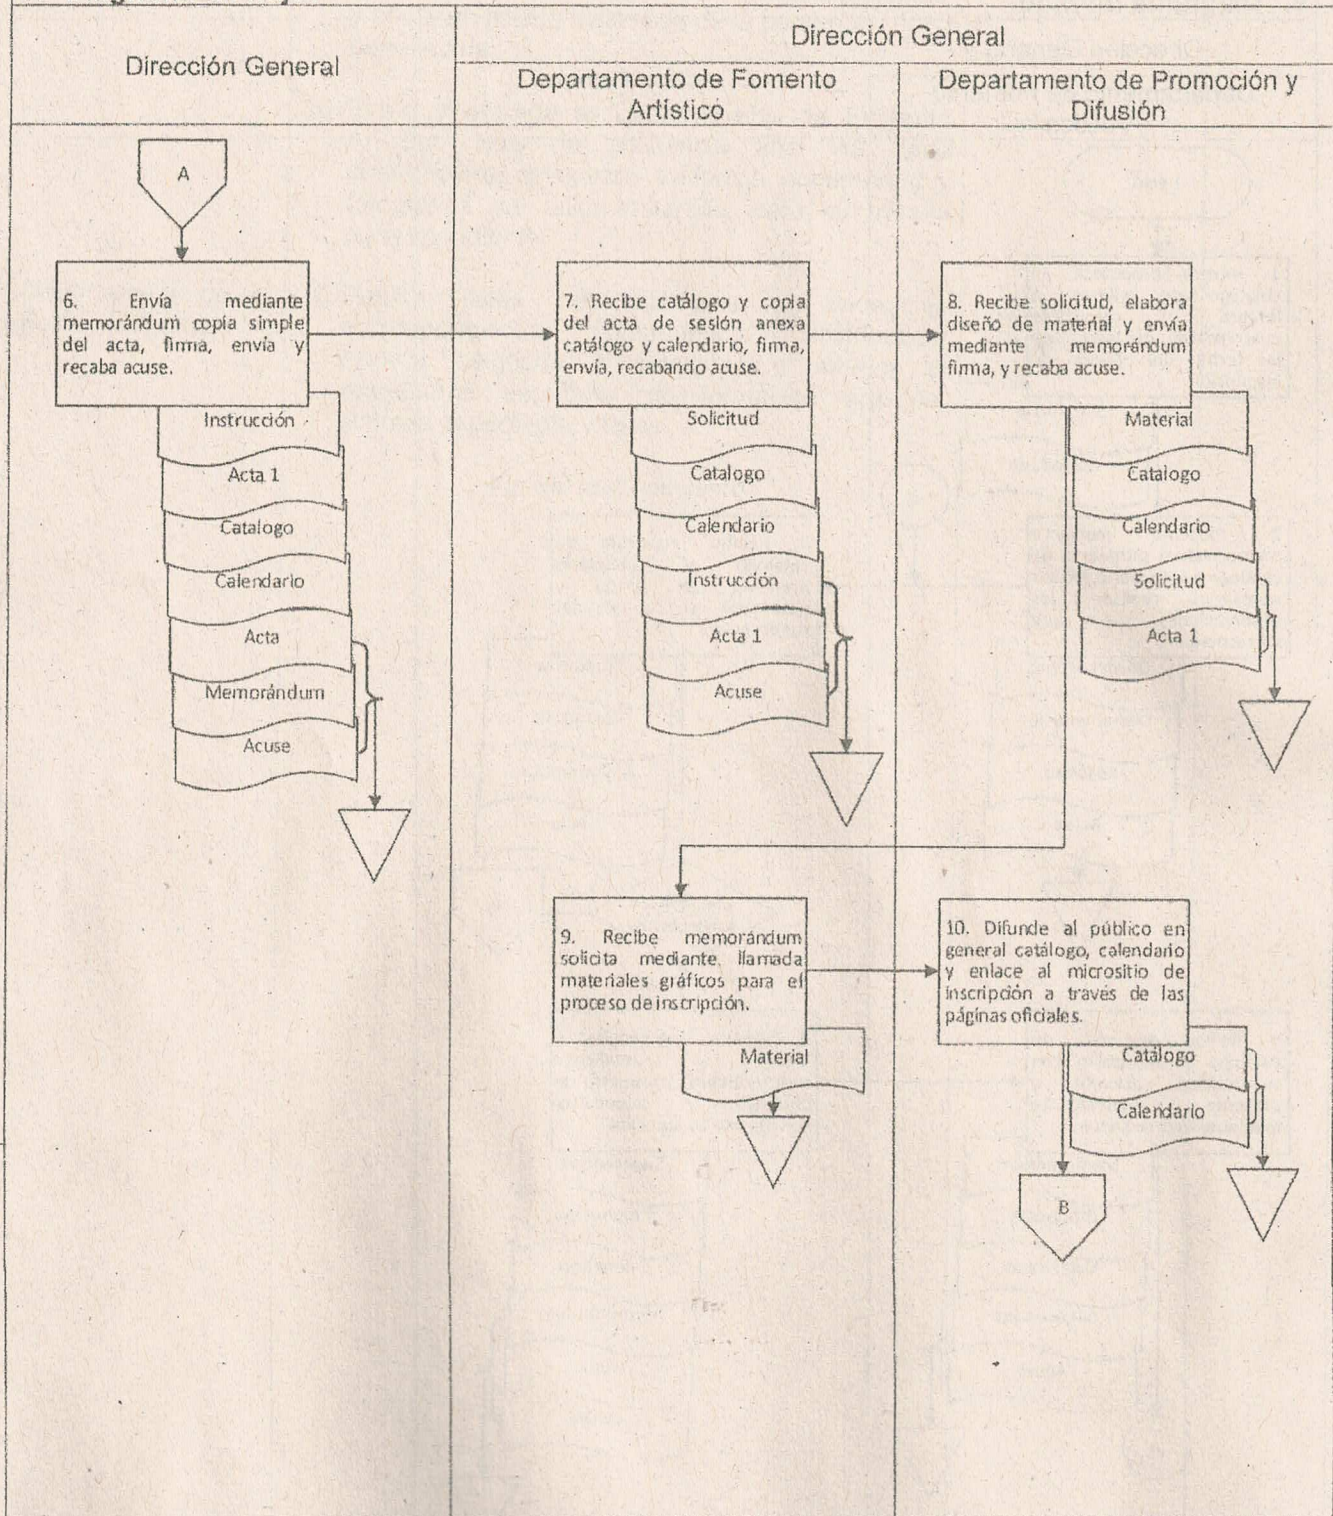 Dirección General
Dirección General
Departamento de Fomento
Artístico
Departamento de Promoción y
Difusión
A
6. Envía mediante
memorándum copia simple
del acta, firma, envía y
recaba acuse.
Instrucción
Acta 1
Catalogo
Calendario
Acta
Memorándum
Acuse
7. Recibe catálogo y copia
del acta de sesión anexa
catálogo y calendario, firma,
envía, recabando acuse.
Solicitud
Catalogo
Calendario
Instrucción
Acta 1
Acuse
8. Recibe solicitud, elabora
diseño de material y envía
mediante memorándum
firma, y recaba acuse.
Material
Catalogo
Calendario
Solicitud
Acta 1
9. Recibe memorándum
solicita mediante llamada
materiales gráficos para el
proceso de inscripción.
Material
10. Difunde al público en
general catálogo, calendario
y enlace al micrositio de
inscripción a través de las
páginas oficiales.
Catálogo
Calendario
B